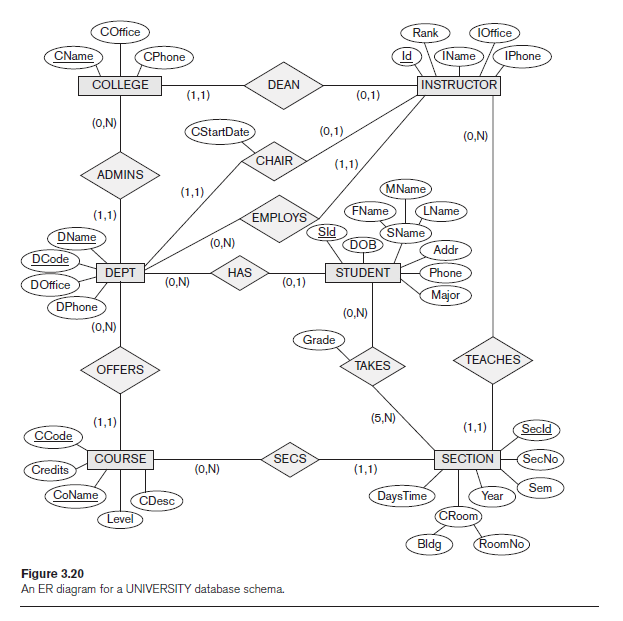 COffice
CName
CPhone
Rank
IOffice
Id
IName
IPhone
COLLEGE
(1,1)
DEAN
(0,1)
INSTRUCTOR
(0,N)
CStartDate
(0,1)
(0,N)
ADMINS
CHAIR
(1,1)
(1,1)
MName
(1,1)
DName
EMPLOYS
FName
LName
SId
SName
DCode
(0,N)
DOB
Addr
DOffice
DEPT
(0,N)
HAS
(0,1)
STUDENT
Phone
Major
DPhone
(0,N)
(0,N)
Grade
OFFERS
TAKES
TEACHES
(1,1)
(5,N)
(1,1)
CCode
SecId
COURSE
(0,N)
SECS
(1,1)
SECTION
SecNo
Credits
CoName
CDesc
Level
DaysTime
Year
Sem
CRoom
Bldg
RoomNo
Figure 3.20
An ER diagram for a UNIVERSITY database schema.